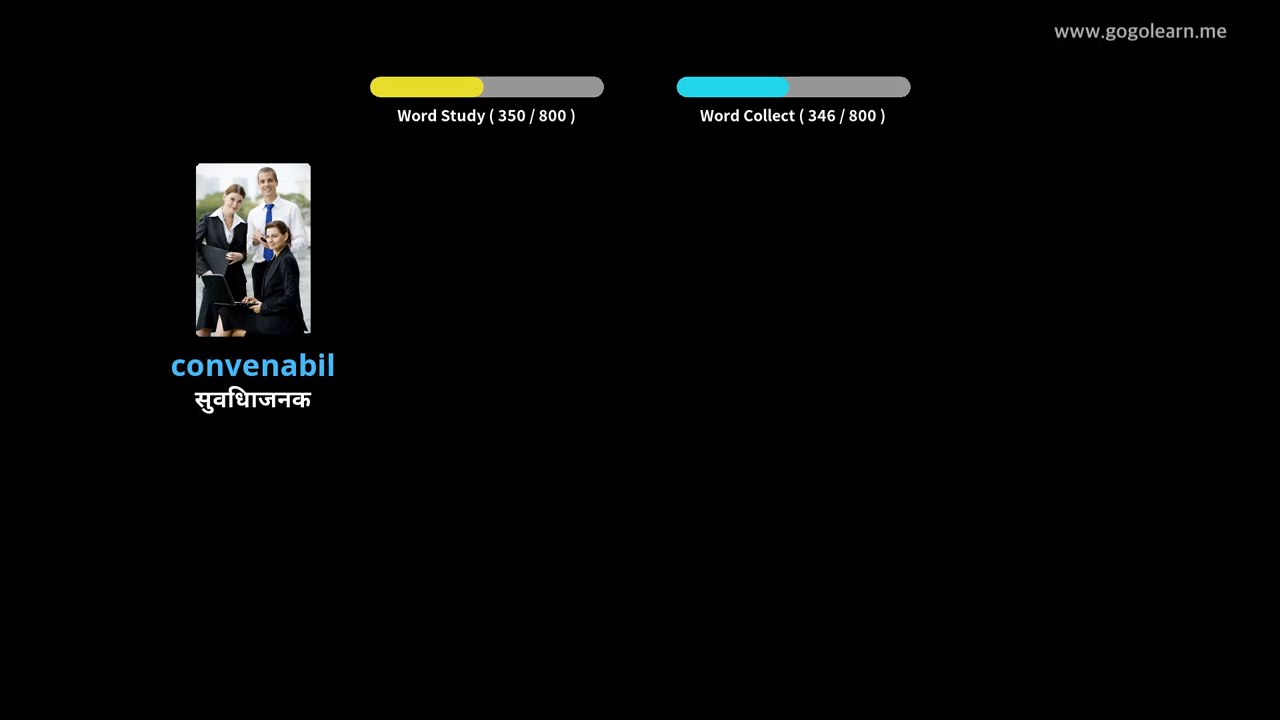 www.gogolearn.me
Word Study ( 350 / 800 )
Word Collect ( 346 / 800 )
convenabil
सुविधाजनक